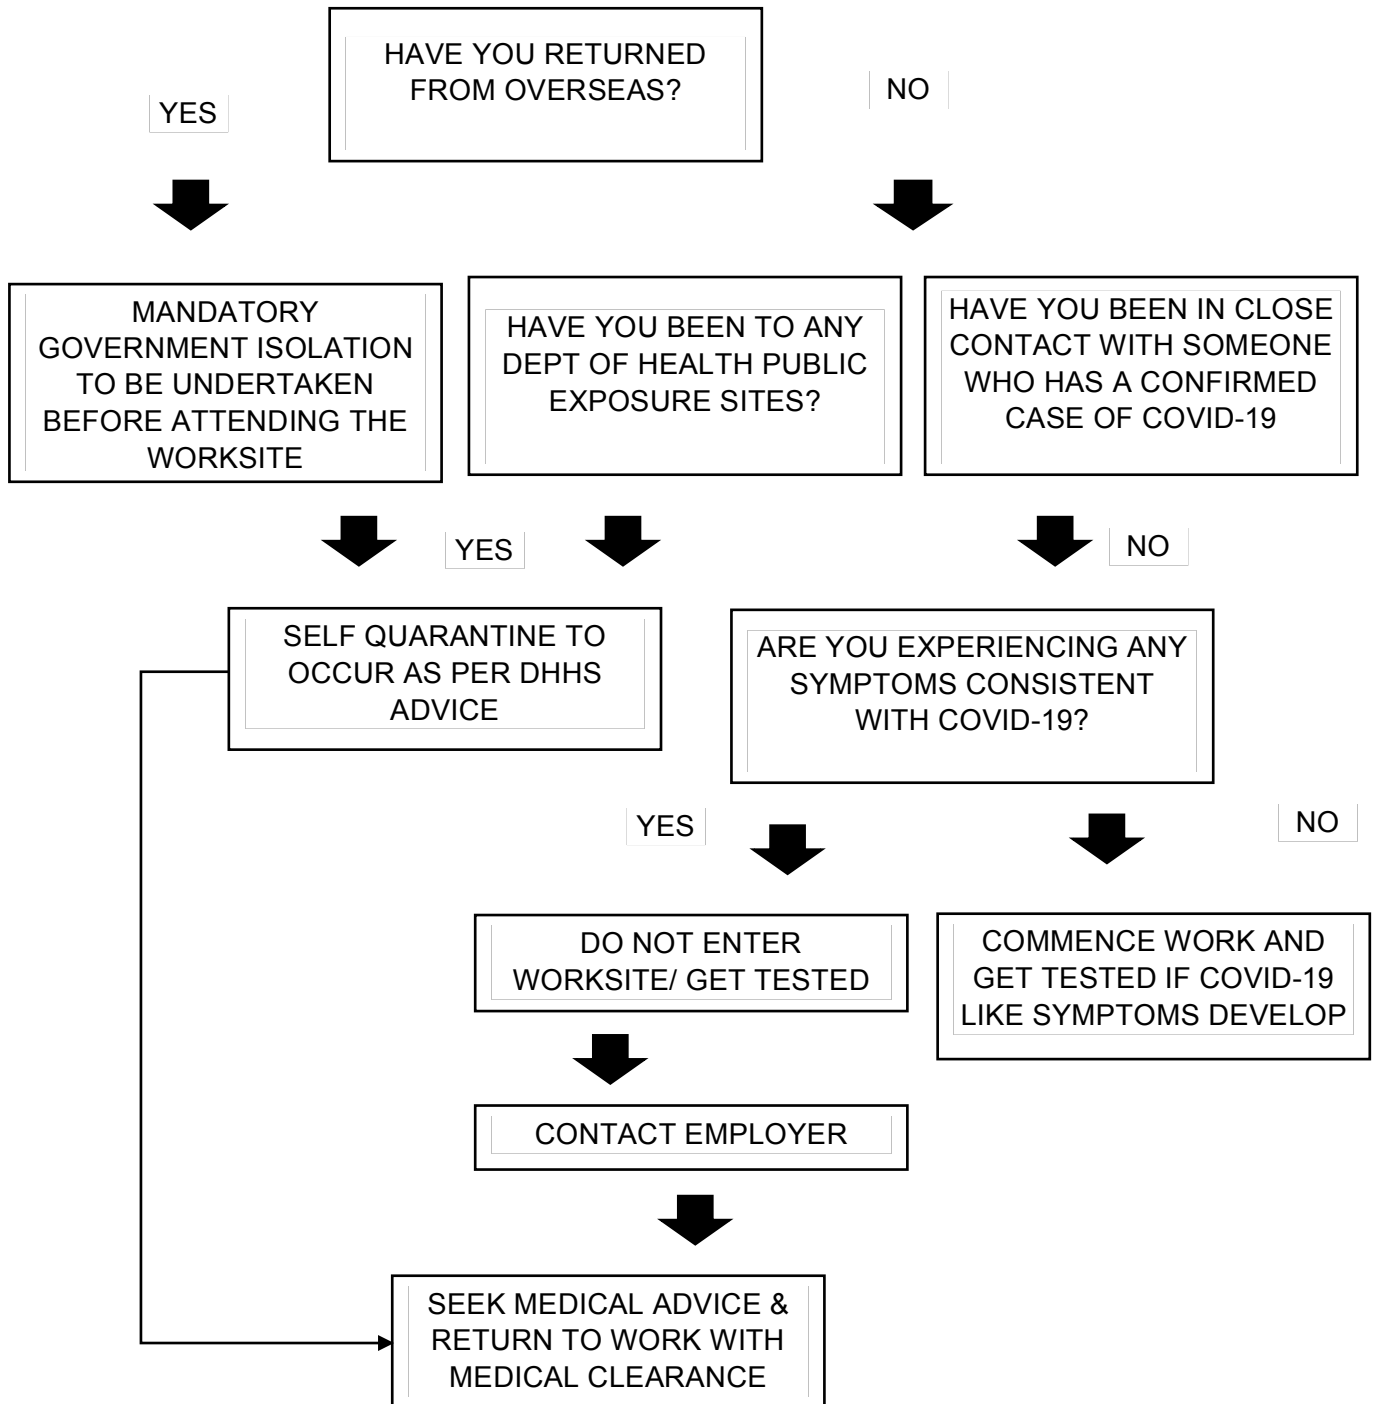 HAVE YOU RETURNED
FROM OVERSEAS?
YES
NO
MANDATORY
GOVERNMENT ISOLATION
TO BE UNDERTAKEN
BEFORE ATTENDING THE
WORKSITE
HAVE YOU BEEN TO ANY
DEPT OF HEALTH PUBLIC
EXPOSURE SITES?
HAVE YOU BEEN IN CLOSE
CONTACT WITH SOMEONE
WHO HAS A CONFIRMED
CASE OF COVID-19
YES
NO
SELF QUARANTINE TO
OCCUR AS PER DHHS
ADVICE
ARE YOU EXPERIENCING ANY
SYMPTOMS CONSISTENT
WITH COVID-19?
YES
NO
DO NOT ENTER
WORKSITE/ GET TESTED
COMMENCE WORK AND
GET TESTED IF COVID-19
LIKE SYMPTOMS DEVELOP
CONTACT EMPLOYER
SEEK MEDICAL ADVICE &
RETURN TO WORK WITH
MEDICAL CLEARANCE